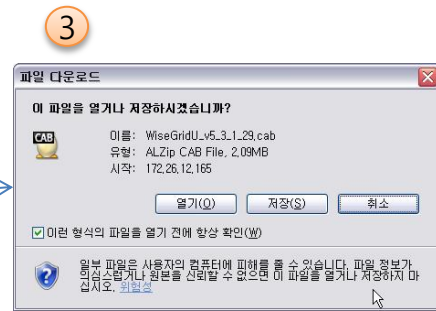 3
파일 다운로드
이 파일을 열거나 저장하시겠습니까?
CAB
이름: WiseGridU_v5_3_1_29.cab
유형: ALZip CAB File, 2,09MB
시작: 172,26,12,165
열기(O) 저장(S) 취소
이런 형식의 파일을 열기 전에 항상 확인(W)
일부 파일은 사용자의 컴퓨터에 피해를 줄 수 있습니다. 파일 정보가
의심스럽거나 원본을 신뢰할 수 없으면 이 파일을 열거나 저장하지 마
십시오. 위험성